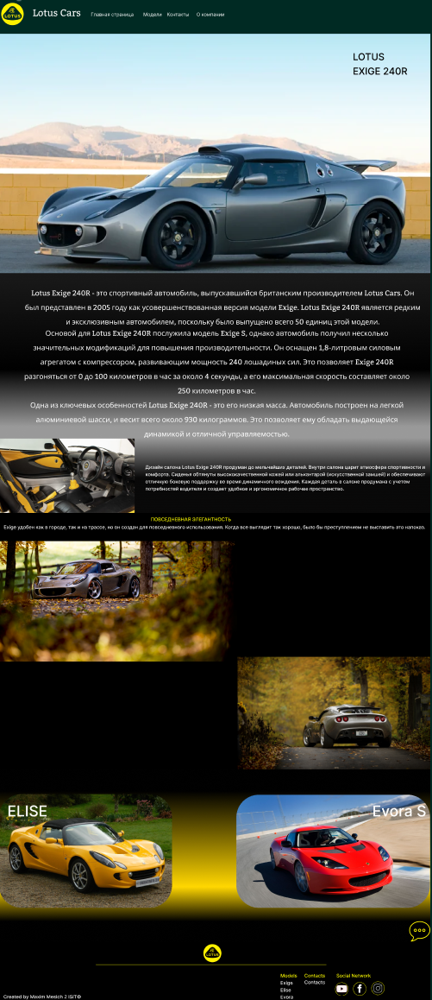 LOTUS
Lotus Cars
Главная страница Модели Контакты О компании
LOTUS
EXIGE 240R
Lotus Exige 240R - это спортивный автомобиль, выпускавшийся британским производителем Lotus Cars. Он
был представлен в 2005 году как усовершенствованная версия модели Exige. Lotus Exige 240R является редким
и эксклюзивным автомобилем, поскольку было выпущено всего 50 единиц этой модели.
Основой для Lotus Exige 240R послужила модель Exige S, однако автомобиль получил несколько
значительных модификаций для повышения производительности. Он оснащен 1,8-литровым силовым
агрегатом с компрессором, развивающим мощность 240 лошадиных сил. Это позволяет Exige 240R
разгоняться от 0 до 100 километров в час за около 4 секунды, а его максимальная скорость составляет около
250 километров в час.
Одна из ключевых особенностей Lotus Exige 240R - это его низкая масса. Автомобиль построен на легкой
алюминиевой шасси, и весит всего около 930 килограммов. Это позволяет ему обладать выдающейся
динамикой и отличной управляемостью.
Дизайн салона Lotus Exige 240R продуман до мельчайших деталей. Внутри салона царит атмосфера спортивности и
комфорта. Сиденья обтянуты высококачественной кожей или алькантарой (искусственной замшей) и обеспечивают
отличную боковую поддержку во время динамичного вождения. Каждая деталь в салоне продумана с учетом
потребностей водителя и создает удобное и эргономичное рабочее пространство.
ПОВСЕДНЕВНАЯ ЭЛЕГАНТНОСТЬ
Exige удобен как в городе, так и на трассе, но он создан для повседневного использования. Когда все выглядит так хорошо, было бы преступлением не выставить это напоказ.
ELISE
Evora S
LOTUS
Models Contacts Social Network
Exige Contacts
Elise
Evora
Created by Maxim Mesich 2 ISIT©